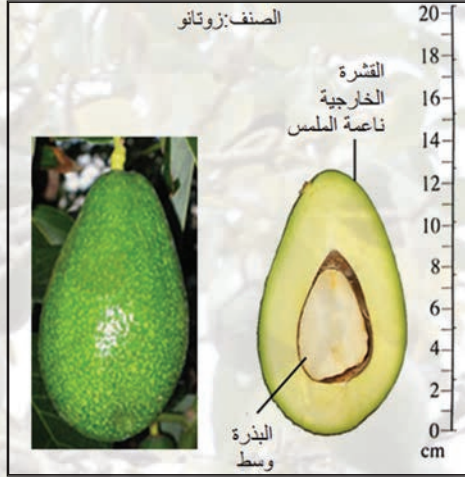 الصنف:زوتانو
القشرة
الخارجية
ناعمة الملمس
البذرة
وسط
20
18
16
14
12
10
8
6
4
2
0
cm